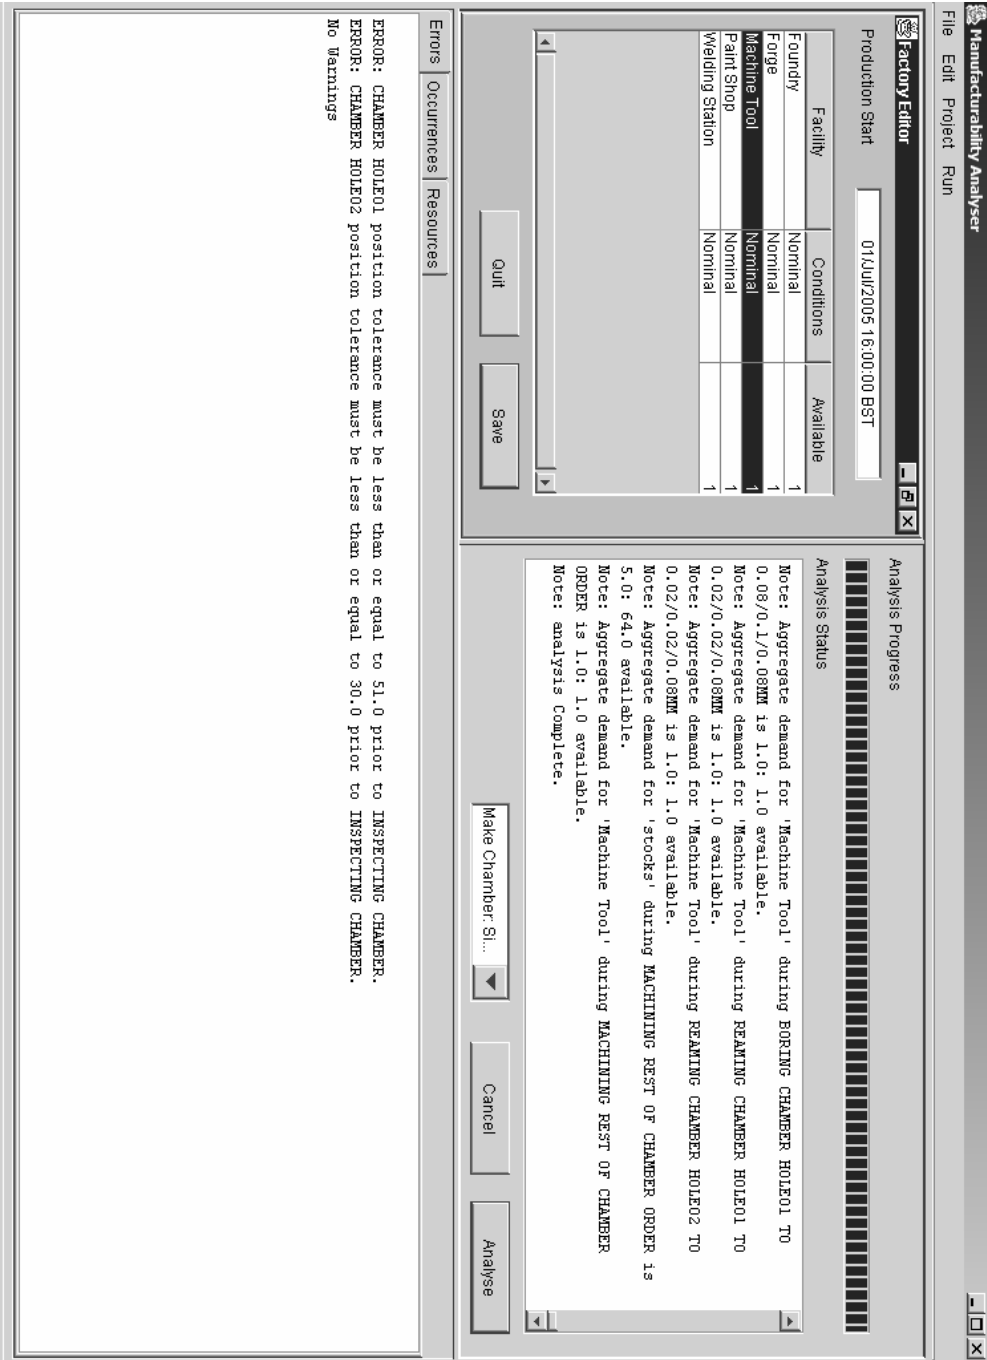 Manufacturability Analyser
File Edit Project Run
Factory Editor
Production Start 01/Jul/2005 16:00:00 BST
Facility Conditions Available
Foundry Nominal 1
Forge Nominal 1
Machine Tool Nominal 1
Paint Shop Nominal 1
Welding Station Nominal 1
Quit Save
Analysis Progress
Analysis Status
Note: Aggregate demand for 'Machine Tool' during BORING CHAMBER HOLE01 TO
0.08/0.1/0.08MM is 1.0: 1.0 available.
Note: Aggregate demand for 'Machine Tool' during REAMING CHAMBER HOLE01 TO
0.02/0.02/0.08MM is 1.0: 1.0 available.
Note: Aggregate demand for 'Machine Tool' during REAMING CHAMBER HOLE02 TO
0.02/0.02/0.08MM is 1.0: 1.0 available.
Note: Aggregate demand for 'stocks' during MACHINING REST OF CHAMBER ORDER is
5.0: 64.0 available.
Note: Aggregate demand for 'Machine Tool' during MACHINING REST OF CHAMBER
ORDER is 1.0: 1.0 available.
Note: analysis Complete.
Make Chamber: Si... Cancel Analyse
Errors Occurrences Resources
ERROR: CHAMBER HOLE01 position tolerance must be less than or equal to 51.0 prior to INSPECTING CHAMBER.
ERROR: CHAMBER HOLE02 position tolerance must be less than or equal to 30.0 prior to INSPECTING CHAMBER.
No Warnings